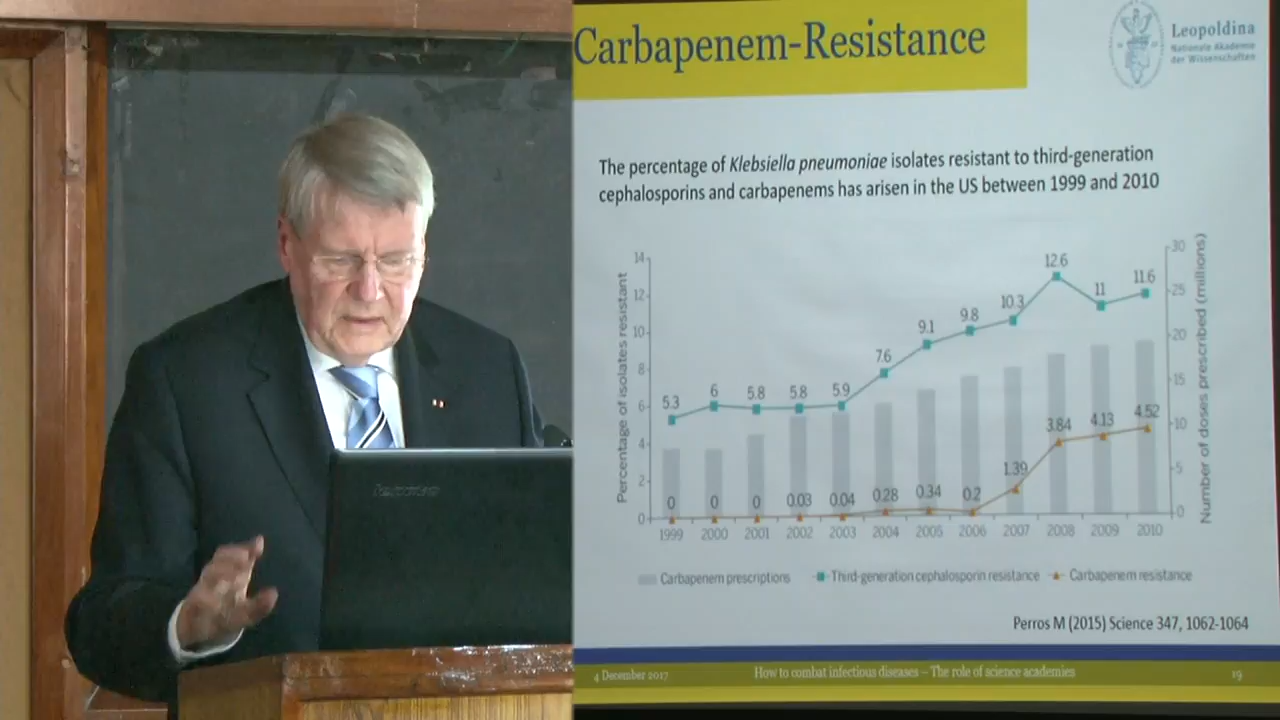 Carbapenem-Resistance
Leopoldina
Nationale Akademie
der Wissenschaften
The percentage of Klebsiella pneumoniae isolates resistant to third-generation
cephalosporins and carbapenems has arisen in the US between 1999 and 2010
Percentage of isolates resistant
14
12
10
8
6
4
2
0
5.3 6 5.8 5.8 5.9 7.6 9.1 9.8 10.3 12.6 11 11.6
0 0 0 0.03 0.04 0.28 0.34 0.2 1.39 3.84 4.13 4.52
1999 2000 2001 2002 2003 2004 2005 2006 2007 2008 2009 2010
30
25
20
15
10
5
0
Number of doses prescribed (millions)
Carbapenem prescriptions Third-generation cephalosporin resistance Carbapenem resistance
Perros M (2015) Science 347, 1062-1064
4 December 2017 How to combat infectious diseases – The role of science academies 19